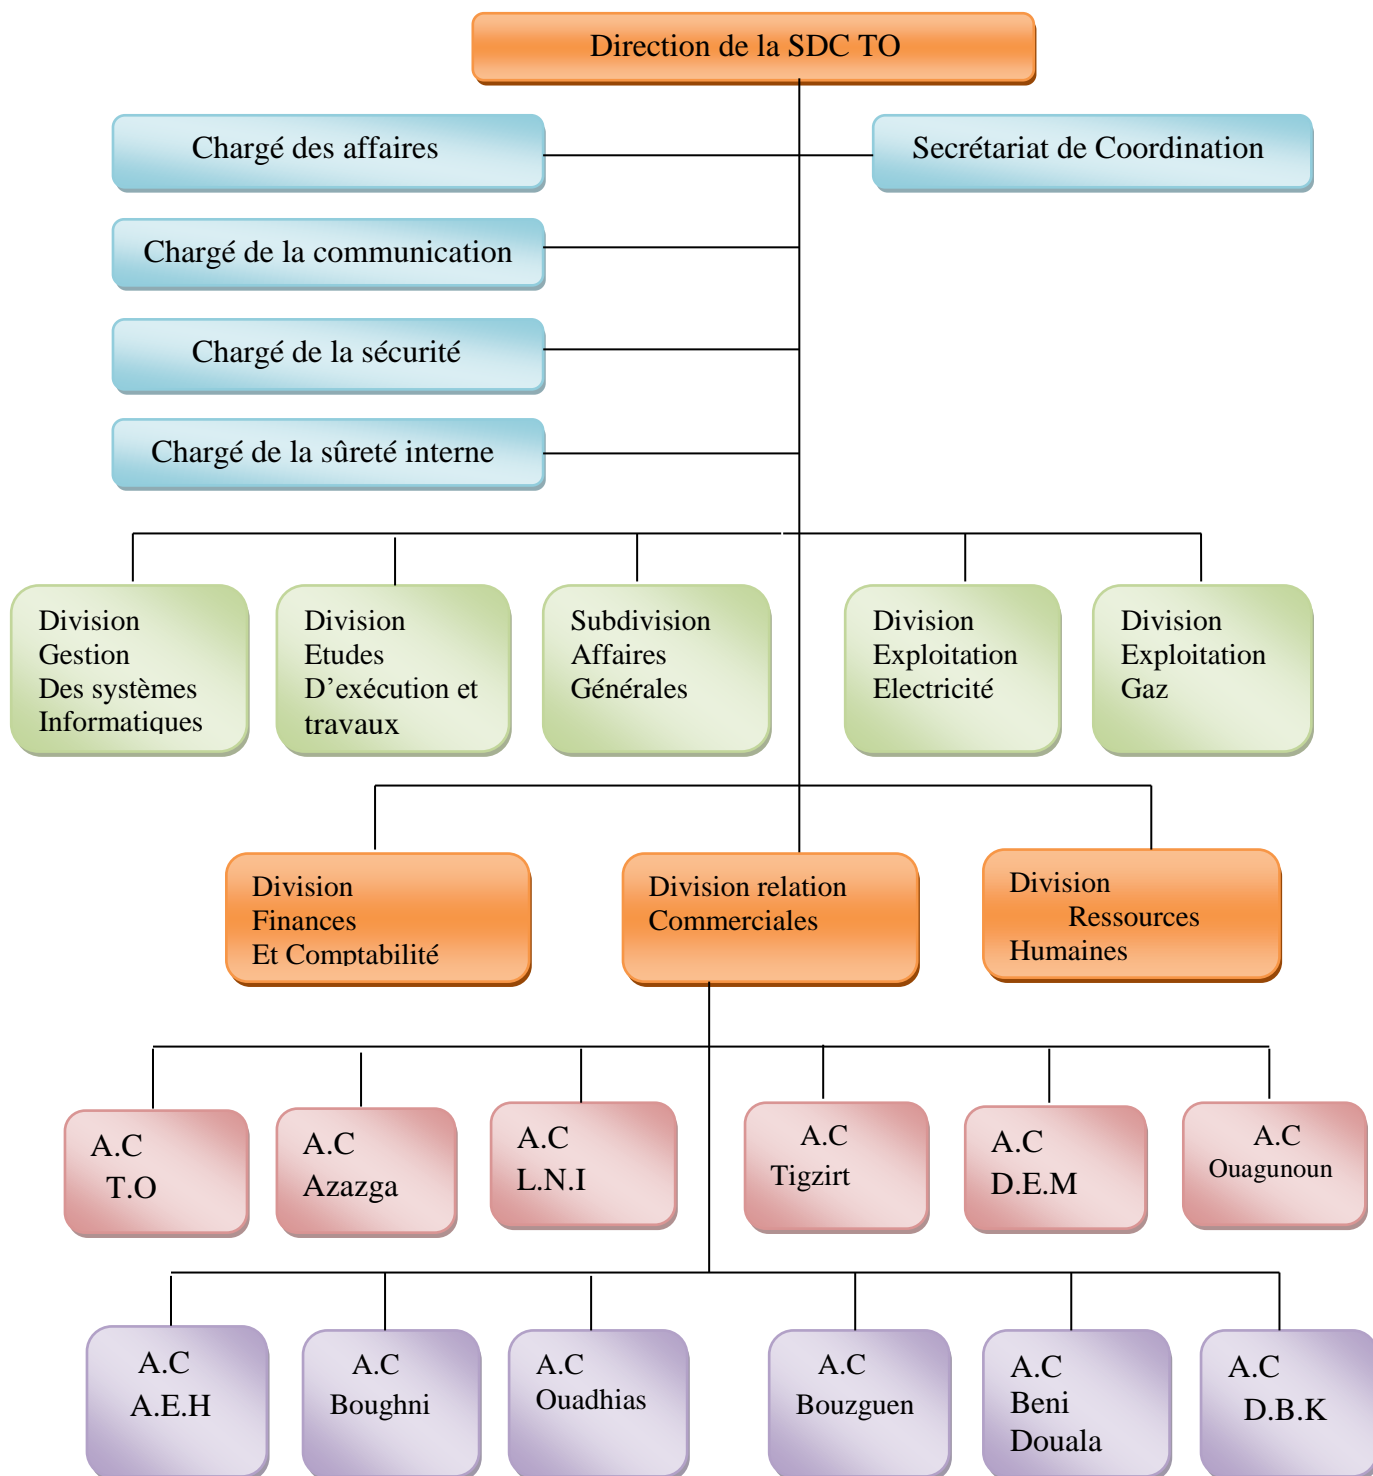 Direction de la SDC TO
Chargé des affaires
Secrétariat de Coordination
Chargé de la communication
Chargé de la sécurité
Chargé de la sûreté interne
Division
Gestion
Des systèmes
Informatiques
Division
Etudes
D'exécution et
travaux
Subdivision
Affaires
Générales
Division
Exploitation
Electricité
Division
Exploitation
Gaz
Division
Finances
Et Comptabilité
Division relation
Commerciales
Division
Ressources
Humaines
A.C
T.O
A.C
Azazga
A.C
L.N.I
A.C
Tigzirt
A.C
D.E.M
A.C
Ouagunoun
A.C
A.E.H
A.C
Boughni
A.C
Ouadhias
A.C
Bouzguen
A.C
Beni
Douala
A.C
D.B.K